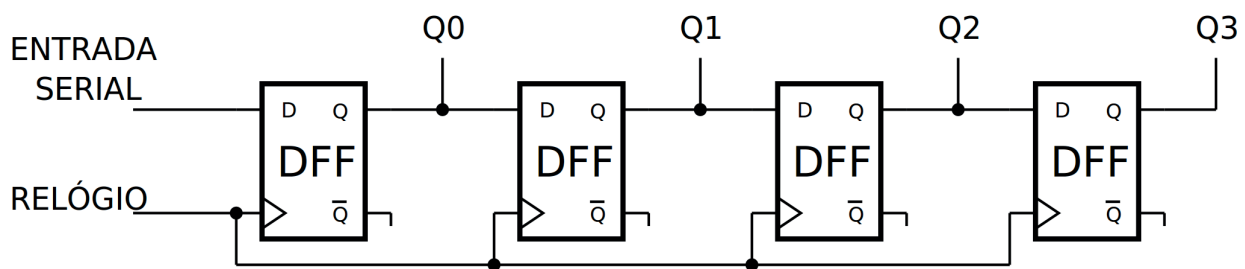 Q0 Q1 Q2 Q3
ENTRADA
SERIAL
D Q D Q D Q D Q
DFF DFF DFF DFF
RELÓGIO
Q̅ Q̅ Q̅ Q̅